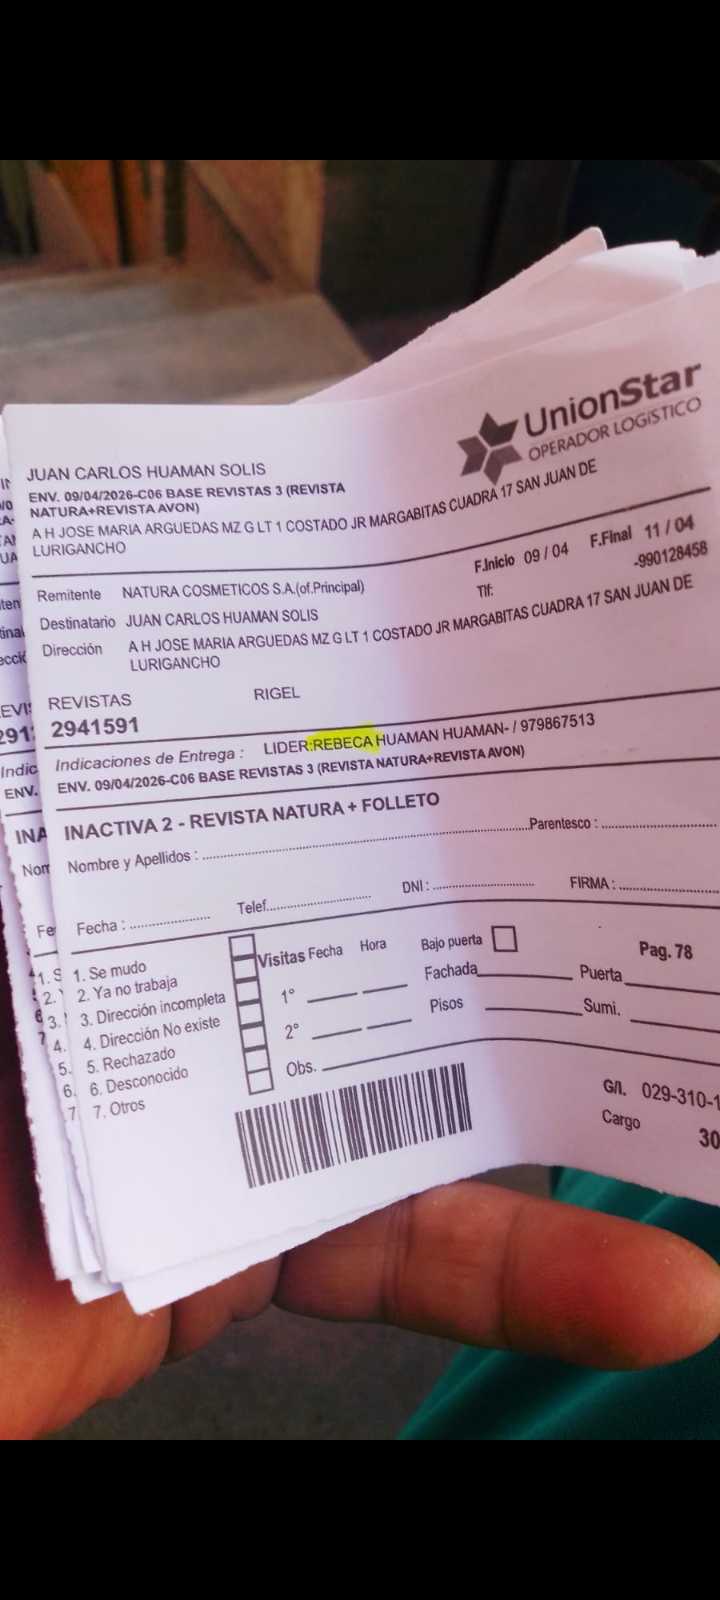 UnionStar
OPERADOR LOGíSTICO
JUAN CARLOS HUAMAN SOLIS
ENV. 09/04/2026-C06 BASE REVISTAS 3 (REVISTA
NATURA+REVISTA AVON)
A H JOSE MARIA ARGUEDAS MZ G LT 1 COSTADO JR MARGABITAS CUADRA 17 SAN JUAN DE
LURIGANCHO
F.Inicio 09 / 04 F.Final 11 / 04
Remitente NATURA COSMETICOS S.A.(of.Principal)
Tlf: -990128458
Destinatario JUAN CARLOS HUAMAN SOLIS
Dirección A H JOSE MARIA ARGUEDAS MZ G LT 1 COSTADO JR MARGABITAS CUADRA 17 SAN JUAN DE
LURIGANCHO
REVISTAS RIGEL
2941591
Indicaciones de Entrega : LIDER:REBECA HUAMAN HUAMAN- / 979867513
ENV. 09/04/2026-C06 BASE REVISTAS 3 (REVISTA NATURA+REVISTA AVON)
INACTIVA 2 - REVISTA NATURA + FOLLETO
Nombre y Apellidos : Parentesco :
Fecha : Telef. DNI : FIRMA :
1. Se mudo
2. Ya no trabaja
3. Dirección incompleta
4. Dirección No existe
5. Rechazado
6. Desconocido
7. Otros
Visitas Fecha Hora Bajo puerta Pag. 78
1° Fachada Puerta
2° Pisos Sumi.
Obs.
G/I. 029-310-1
Cargo 30